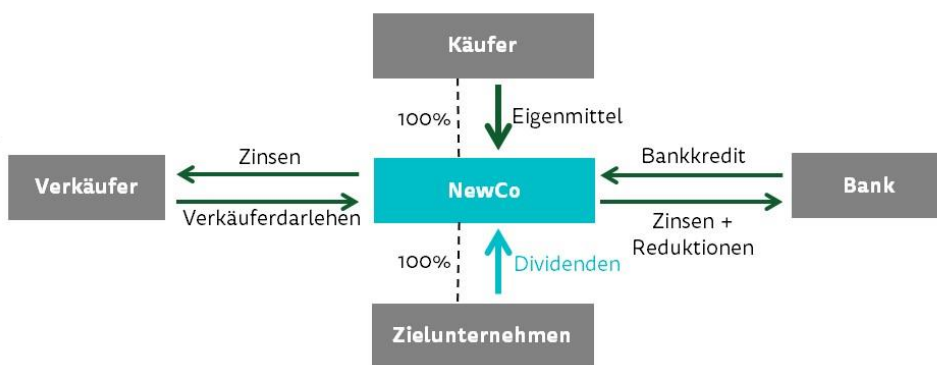 Käufer
100%
Eigenmittel
Zinsen
Bankkredit
Verkäufer
NewCo
Bank
Verkäuferdarlehen
Zinsen +
Reduktionen
100%
Dividenden
Zielunternehmen